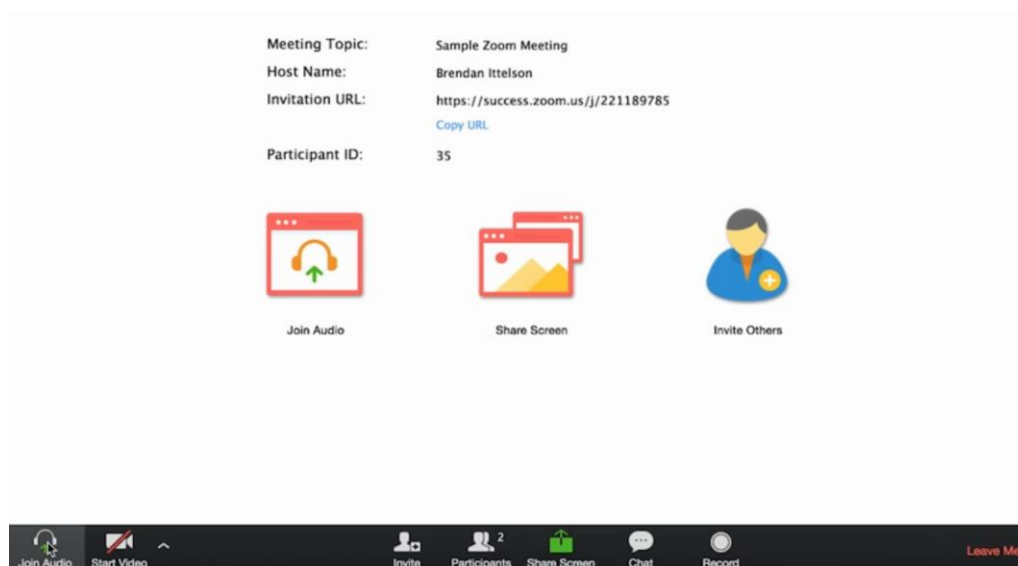 Meeting Topic: Sample Zoom Meeting
Host Name: Brendan Ittelson
Invitation URL: https://success.zoom.us/j/221189785
Copy URL
Participant ID: 35
Join Audio Share Screen Invite Others
2
Join Audio Start Video Invite Participants Share Screen Chat Record Leave Me